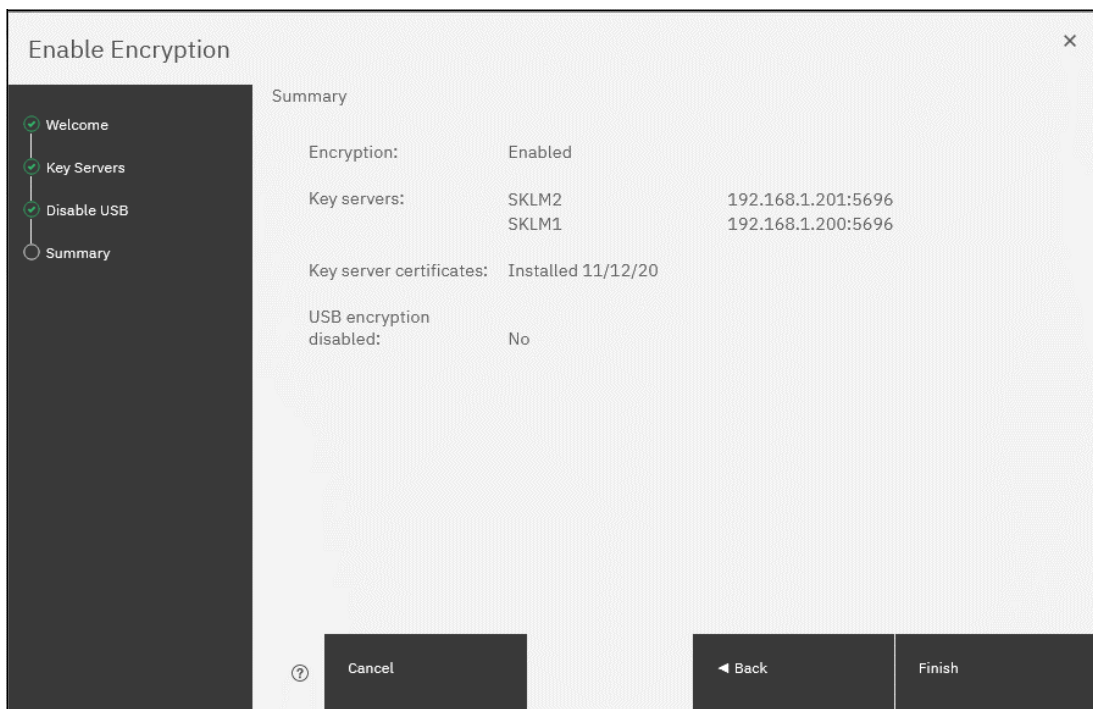 Enable Encryption
×
Welcome
Key Servers
Disable USB
Summary
Summary
Encryption: Enabled
Key servers: SKLM2 192.168.1.201:5696
SKLM1 192.168.1.200:5696
Key server certificates: Installed 11/12/20
USB encryption
disabled: No
?
Cancel
◄ Back
Finish